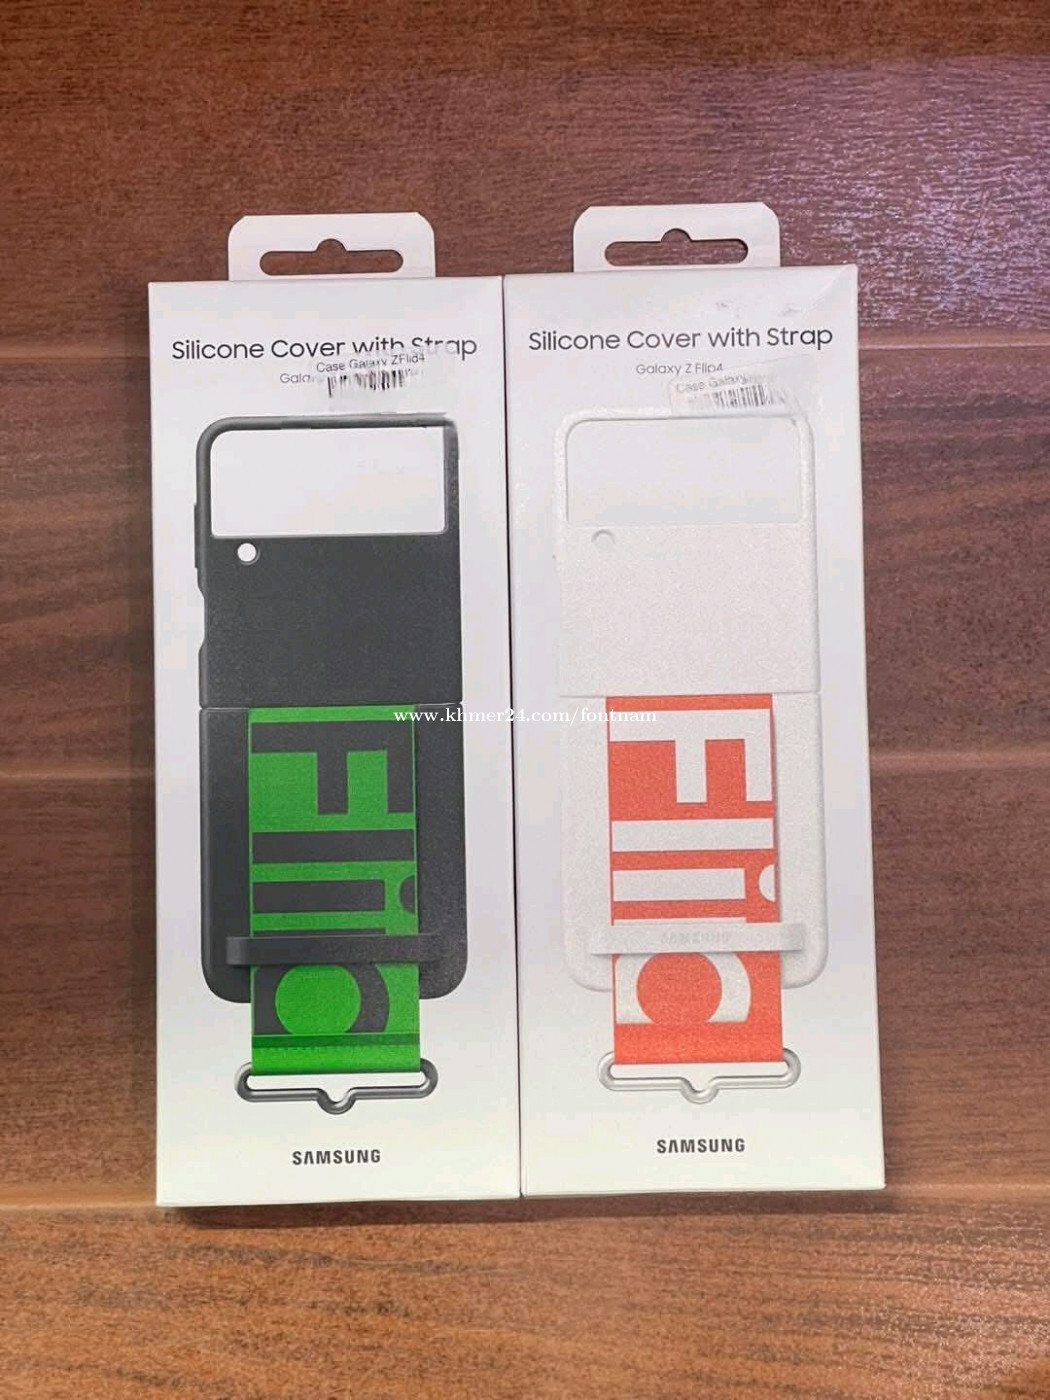 Silicone Cover with Strap
Case Galaxy ZFlip4
Silicone Cover with Strap
Galaxy Z Flip4
Case
www.khmer24.com/fontnam
Flip
Flip
SAMSUNG
SAMSUNG
SAMSUNG